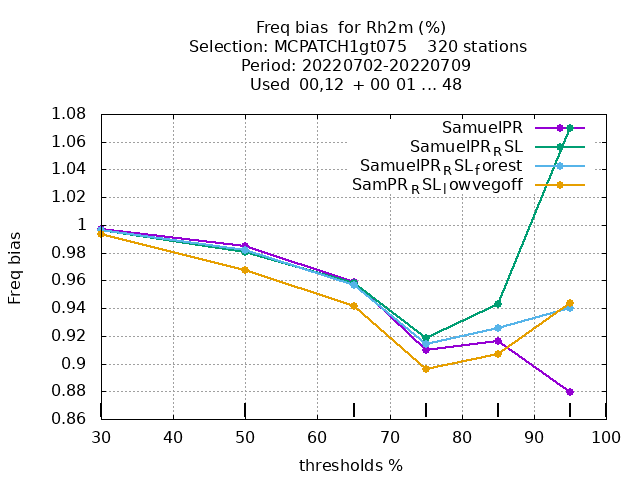 Freq bias  for Rh2m (%)
Selection: MCPATCH1gt075    320 stations
Period: 20220702-20220709
Used  00,12  + 00 01 ... 48
1.08
1.06
1.04
1.02
1
0.98
0.96
0.94
0.92
0.9
0.88
0.86
Freq bias
SamuelPR
SamuelPR_RSL
SamuelPR_RSL_forest
SamPR_RSL_lowvegoff
30 40 50 60 70 80 90 100
thresholds %